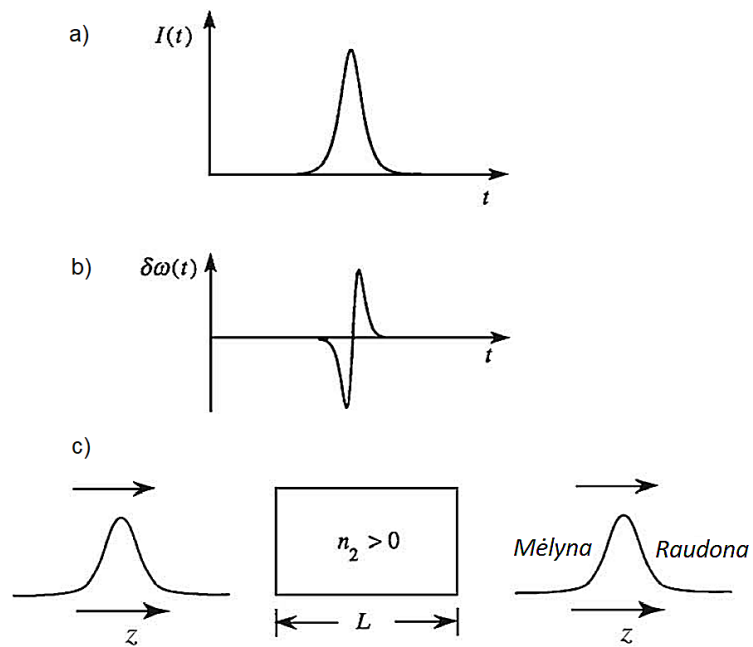 a)
I(t)
t
b)
δω(t)
t
c)
n₂ > 0
Mėlyna
Raudona
z
L
z